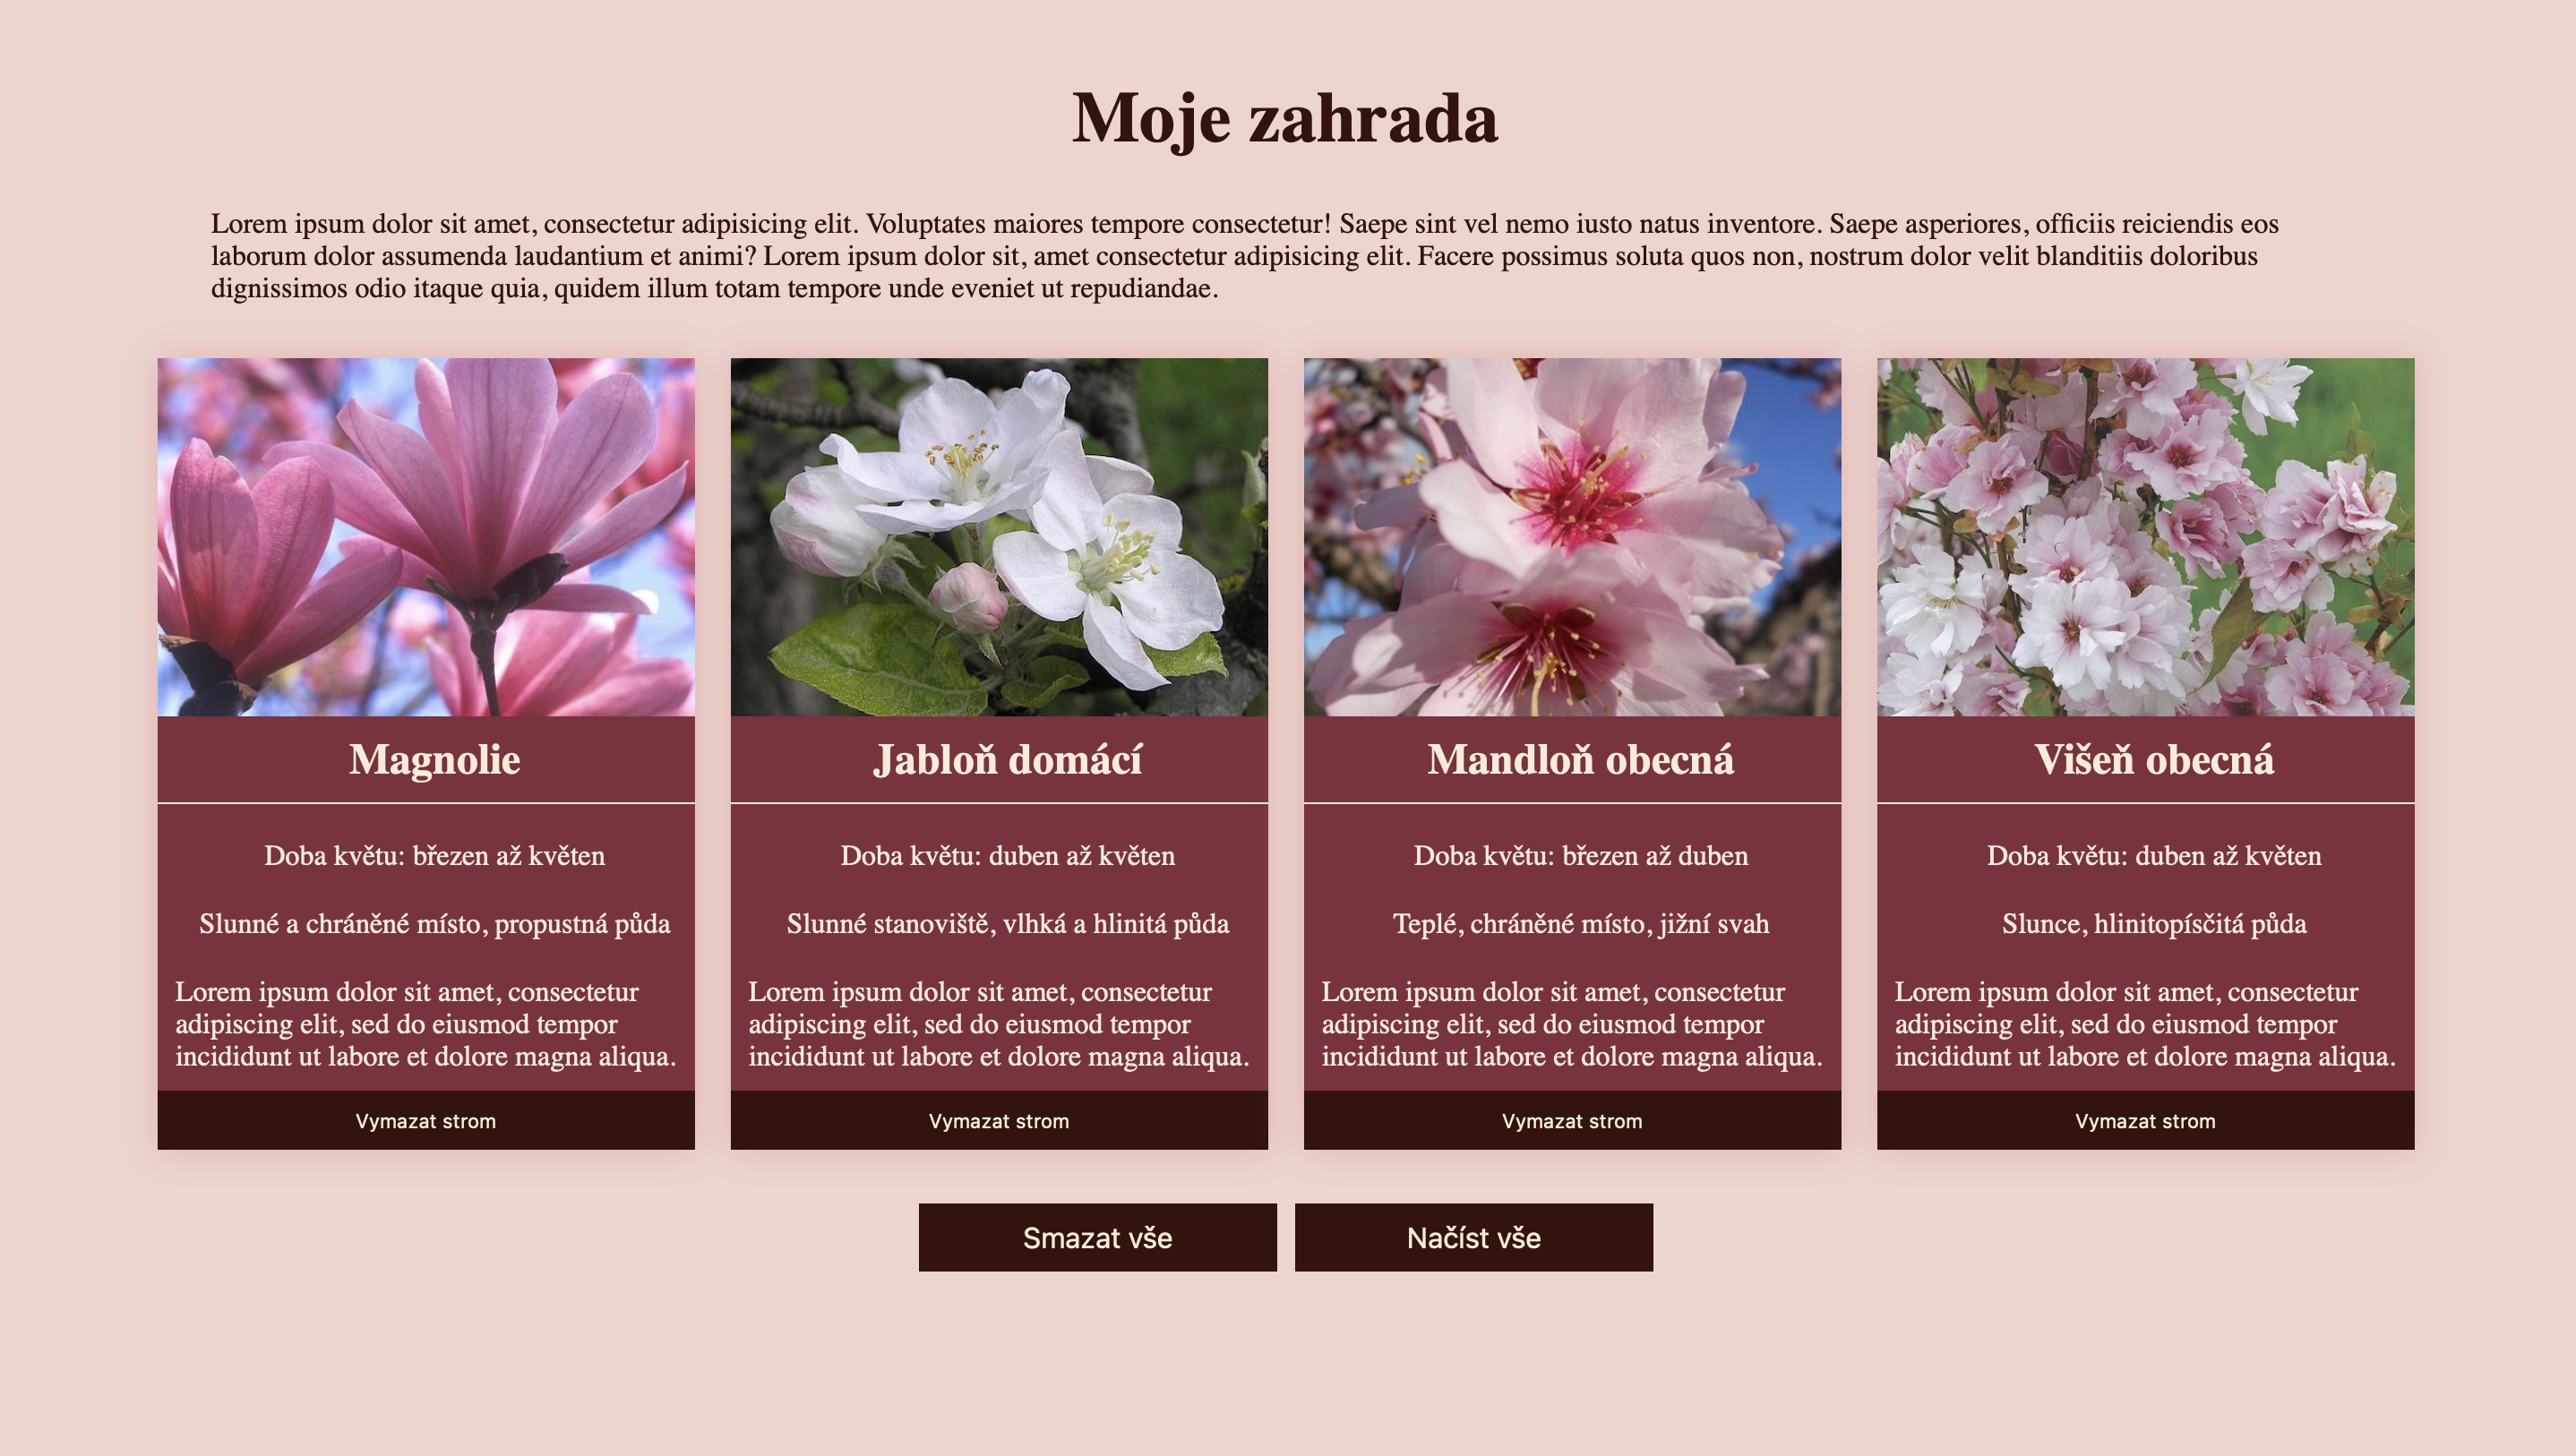 Moje zahrada
Lorem ipsum dolor sit amet, consectetur adipisicing elit. Voluptates maiores tempore consectetur! Saepe sint vel nemo iusto natus inventore. Saepe asperiores, officiis reiciendis eos
laborum dolor assumenda laudantium et animi? Lorem ipsum dolor sit, amet consectetur adipisicing elit. Facere possimus soluta quos non, nostrum dolor velit blanditiis doloribus
dignissimos odio itaque quia, quidem illum totam tempore unde eveniet ut repudiandae.
Magnolie
Doba květu: březen až květen
Slunné a chráněné místo, propustná půda
Lorem ipsum dolor sit amet, consectetur
adipiscing elit, sed do eiusmod tempor
incididunt ut labore et dolore magna aliqua.
Vymazat strom
Jabloň domácí
Doba květu: duben až květen
Slunné stanoviště, vlhká a hlinitá půda
Lorem ipsum dolor sit amet, consectetur
adipiscing elit, sed do eiusmod tempor
incididunt ut labore et dolore magna aliqua.
Vymazat strom
Mandloň obecná
Doba květu: březen až duben
Teplé, chráněné místo, jižní svah
Lorem ipsum dolor sit amet, consectetur
adipiscing elit, sed do eiusmod tempor
incididunt ut labore et dolore magna aliqua.
Vymazat strom
Višeň obecná
Doba květu: duben až květen
Slunce, hlinitopísčitá půda
Lorem ipsum dolor sit amet, consectetur
adipiscing elit, sed do eiusmod tempor
incididunt ut labore et dolore magna aliqua.
Vymazat strom
Smazat vše
Načíst vše